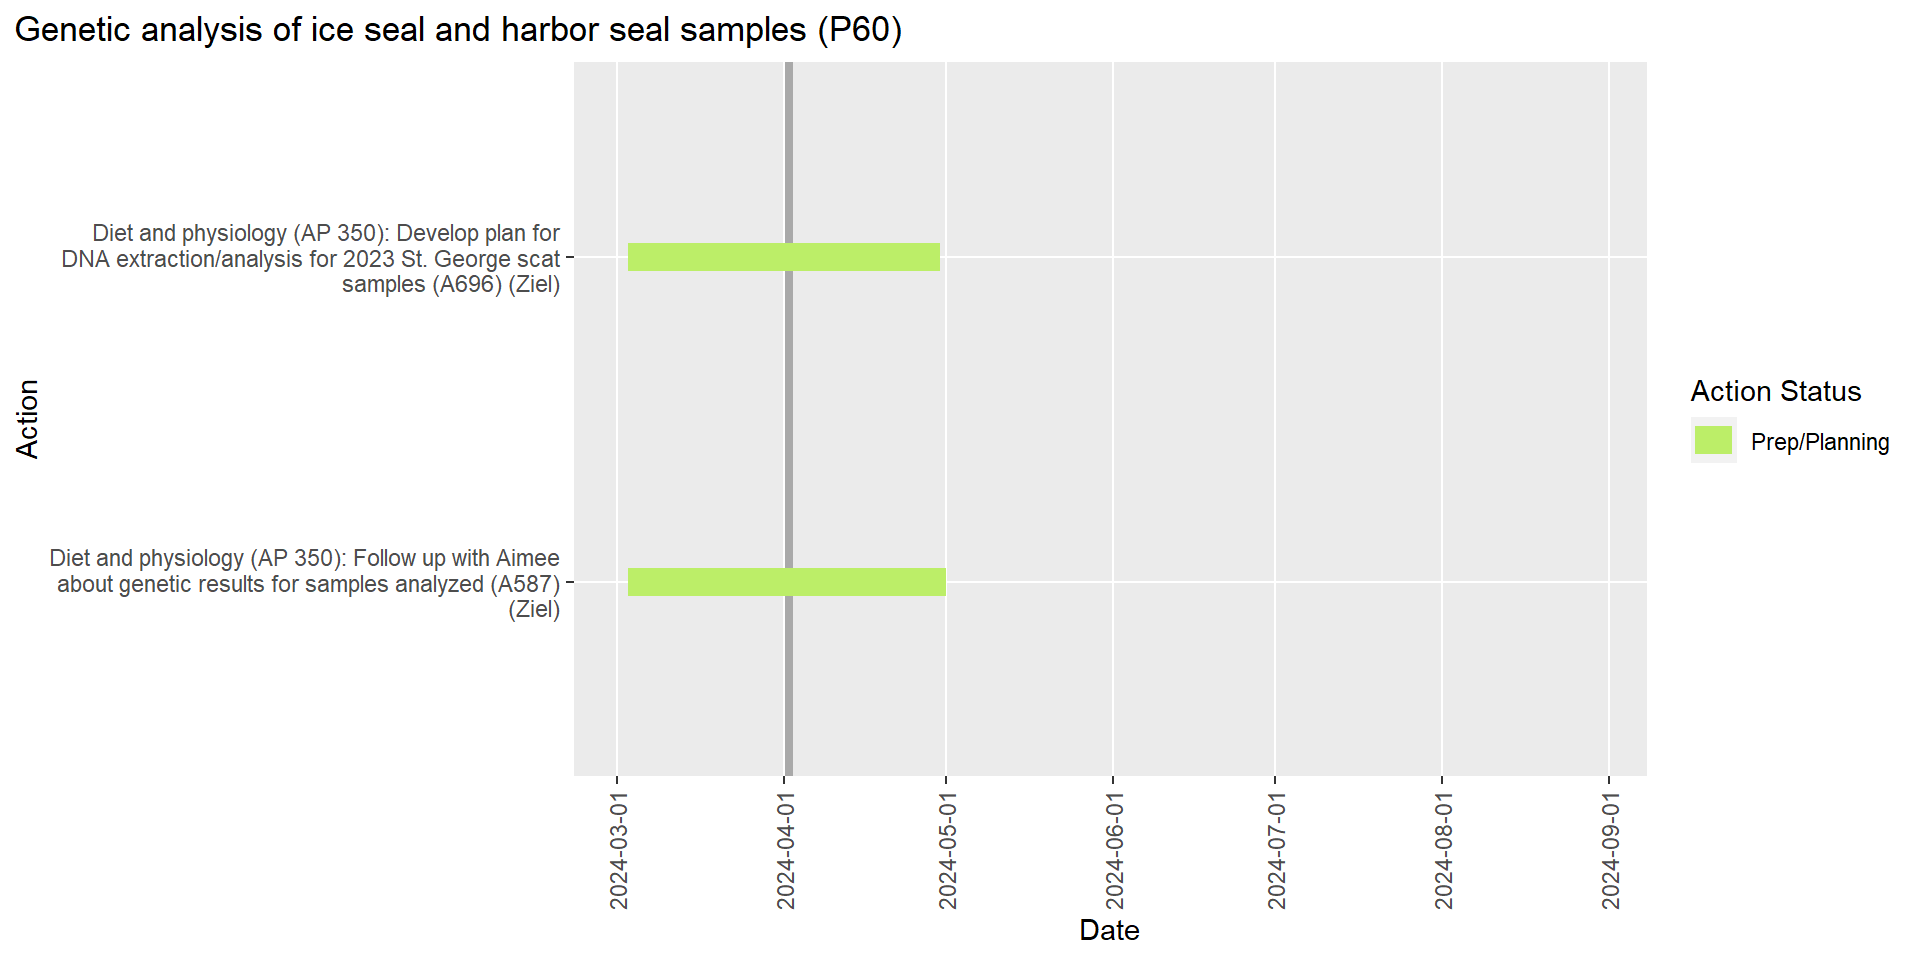 Genetic analysis of ice seal and harbor seal samples (P60)
Diet and physiology (AP 350): Develop plan for
DNA extraction/analysis for 2023 St. George scat
samples (A696) (Ziel)
Action
Diet and physiology (AP 350): Follow up with Aimee
about genetic results for samples analyzed (A587)
(Ziel)
Action Status
Prep/Planning
2024-03-01
2024-04-01
2024-05-01
2024-06-01
2024-07-01
2024-08-01
2024-09-01
Date